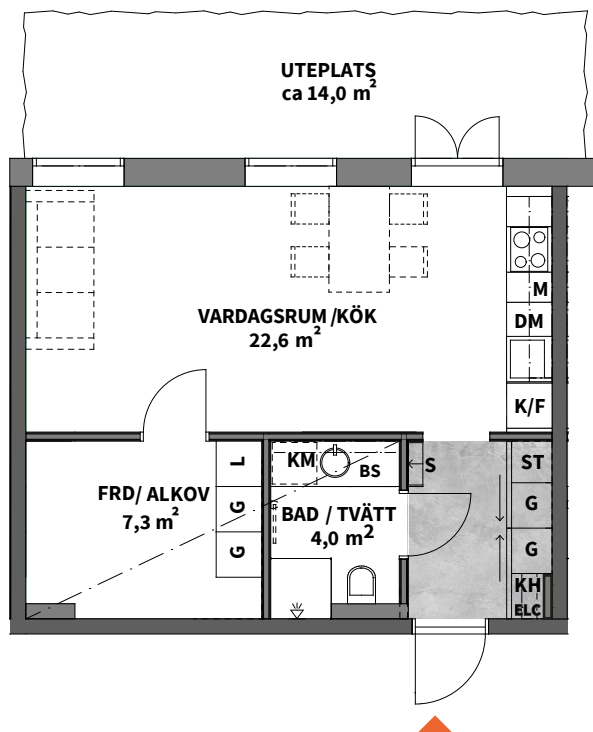 UTEPLATS
ca 14,0 m²
M
DM
VARDAGSRUM /KÖK
22,6 m²
K/F
L
KM
BS
S
ST
FRD/ ALKOV
7,3 m²
G
G
BAD / TVÄTT
4,0 m²
G
G
KH
ELC